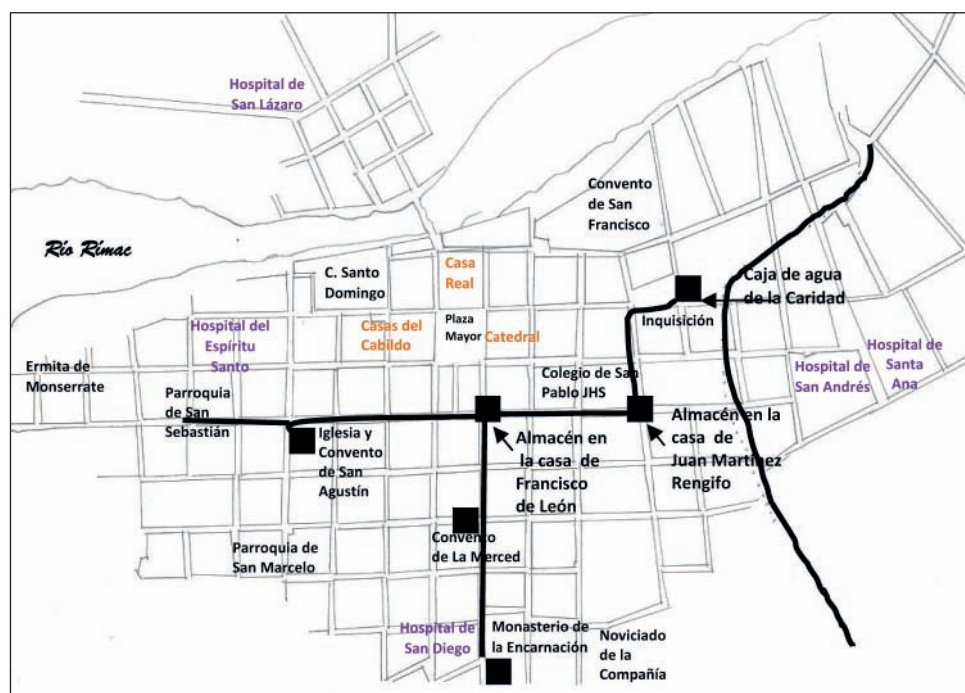 Hospital de
San Lázaro
Convento
de San
Francisco
Río Rímac
C. Santo
Domingo
Casa
Real
Caja de agua
de la Caridad
Inquisición
Plaza
Mayor
Catedral
Hospital del
Espíritu
Santo
Casas del
Cabildo
Hospital de
Santa
Ana
Hospital de
San Andrés
Ermita de
Monserrate
Colegio de San
Pablo JHS
Parroquia
de San
Sebastián
Almacén en la
casa de
Juan Martínez
Rengifo
Iglesia y
Convento
de San
Agustín
Almacén en
la casa de
Francisco
de León
Convento
de La Merced
Parroquia de
San Marcelo
Hospital de
San Diego
Monasterio de
la Encarnación
Noviciado
de la
Compañía